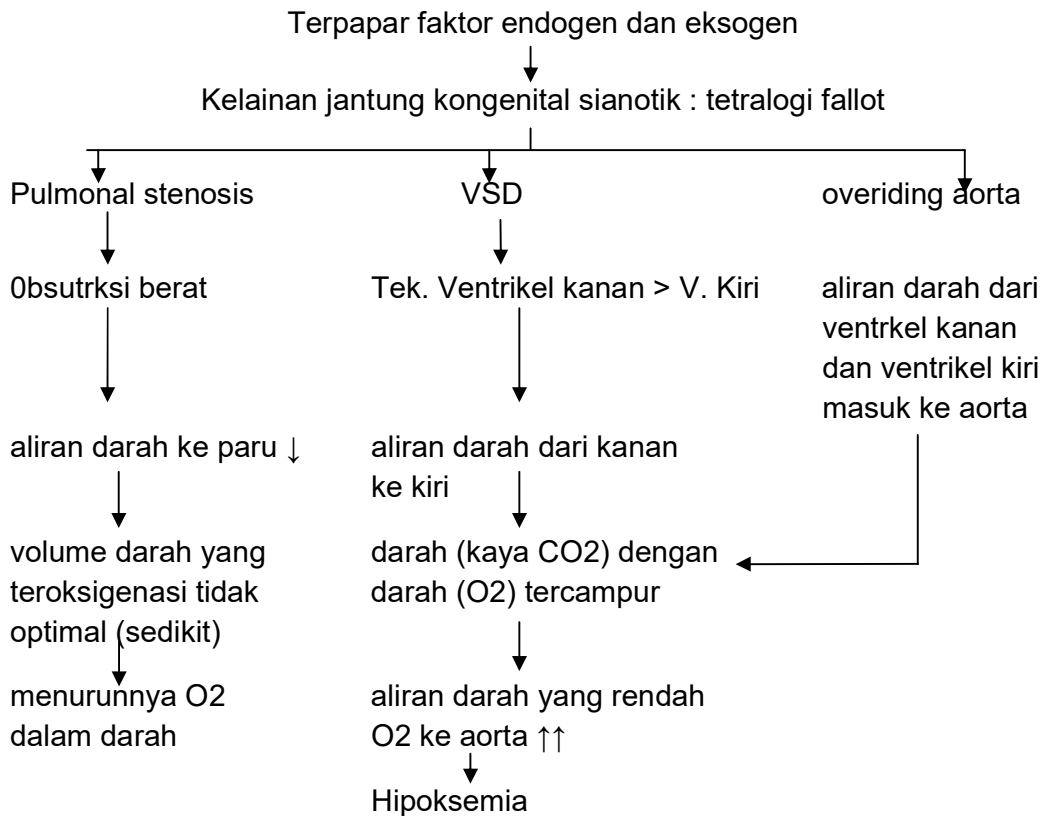 Terpapar faktor endogen dan eksogen
Kelainan jantung kongenital sianotik : tetralogi fallot
Pulmonal stenosis
VSD
overiding aorta
0bsutrksi berat
Tek. Ventrikel kanan > V. Kiri
aliran darah dari
ventrkel kanan
dan ventrikel kiri
masuk ke aorta
aliran darah ke paru ↓
aliran darah dari kanan
ke kiri
volume darah yang
teroksigenasi tidak
optimal (sedikit)
darah (kaya CO2) dengan
darah (O2) tercampur
menurunnya O2
dalam darah
aliran darah yang rendah
O2 ke aorta ↑↑
Hipoksemia